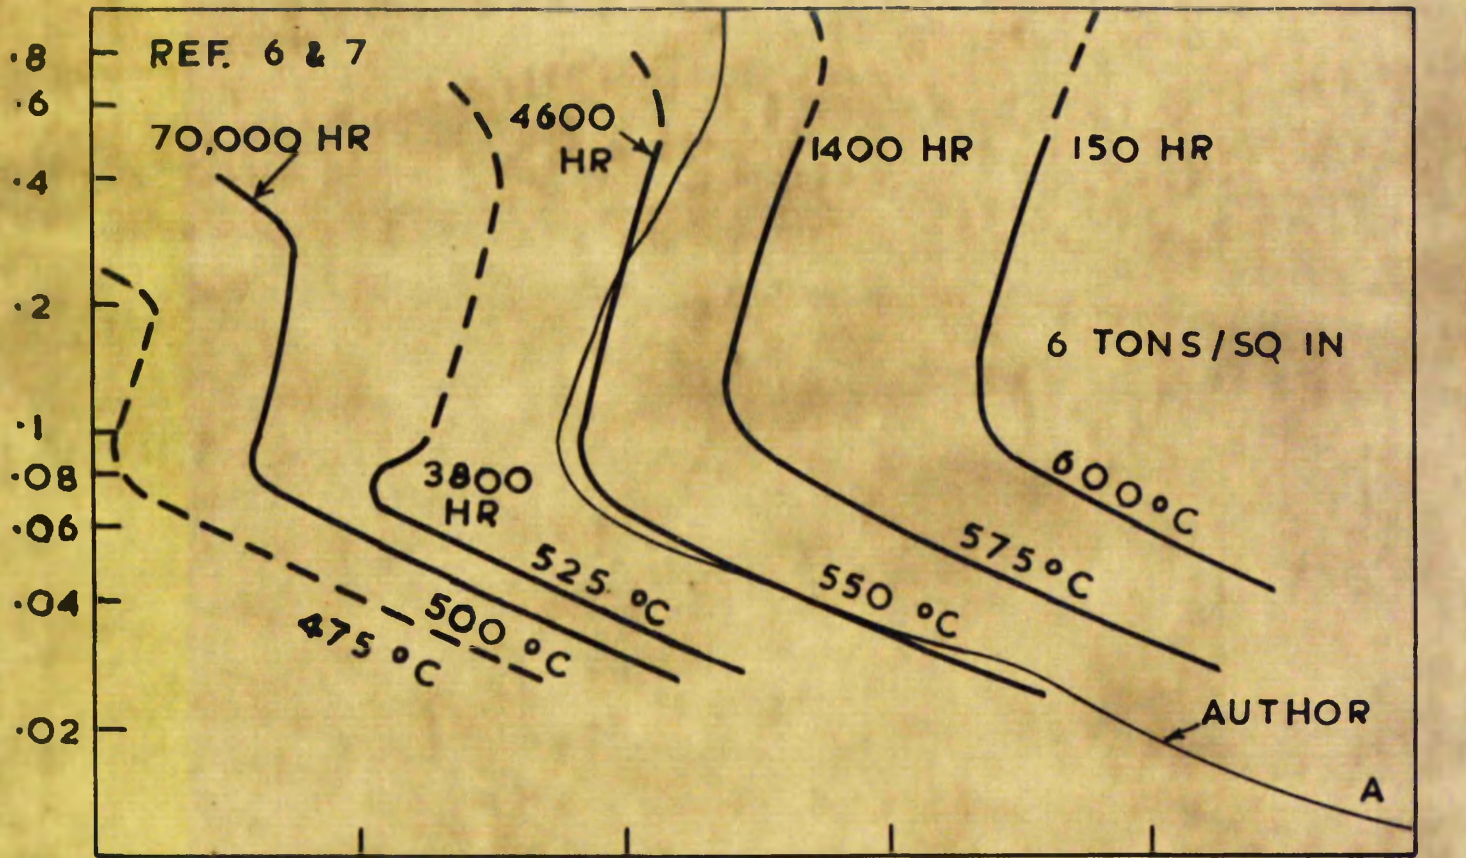 REF. 6 & 7
·8
·6
·4
·2
·1
·08
·06
·04
·02
70,000 HR
4600
HR
1400 HR
150 HR
6 TONS/SQ IN
3800
HR
475 °C
500 °C
525 °C
550 °C
575°C
600°C
AUTHOR
A